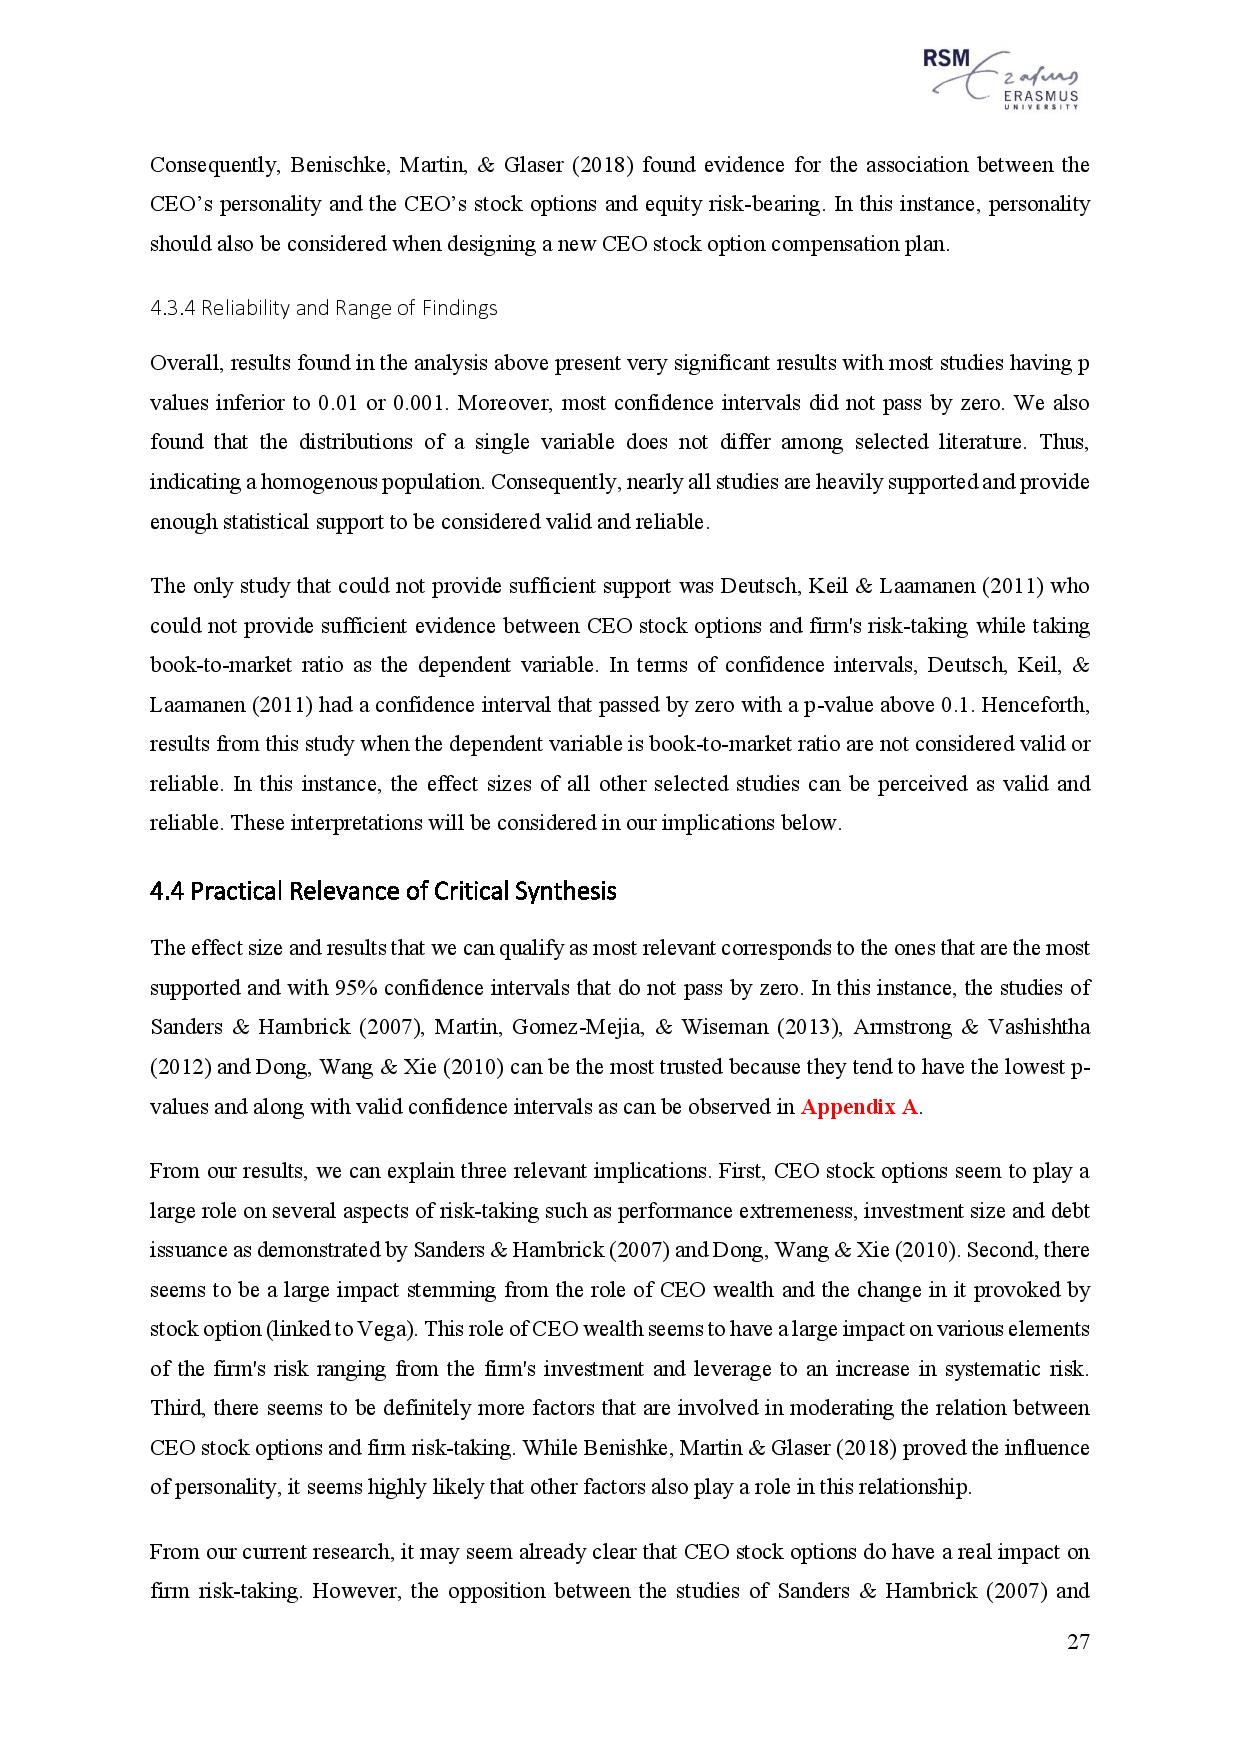 RSM
Erasmus
ERASMUS
UNIVERSITY
Consequently, Benischke, Martin, & Glaser (2018) found evidence for the association between the
CEO’s personality and the CEO’s stock options and equity risk-bearing. In this instance, personality
should also be considered when designing a new CEO stock option compensation plan.
4.3.4 Reliability and Range of Findings
Overall, results found in the analysis above present very significant results with most studies having p
values inferior to 0.01 or 0.001. Moreover, most confidence intervals did not pass by zero. We also
found that the distributions of a single variable does not differ among selected literature. Thus,
indicating a homogenous population. Consequently, nearly all studies are heavily supported and provide
enough statistical support to be considered valid and reliable.
The only study that could not provide sufficient support was Deutsch, Keil & Laamanen (2011) who
could not provide sufficient evidence between CEO stock options and firm's risk-taking while taking
book-to-market ratio as the dependent variable. In terms of confidence intervals, Deutsch, Keil, &
Laamanen (2011) had a confidence interval that passed by zero with a p-value above 0.1. Henceforth,
results from this study when the dependent variable is book-to-market ratio are not considered valid or
reliable. In this instance, the effect sizes of all other selected studies can be perceived as valid and
reliable. These interpretations will be considered in our implications below.
4.4 Practical Relevance of Critical Synthesis
The effect size and results that we can qualify as most relevant corresponds to the ones that are the most
supported and with 95% confidence intervals that do not pass by zero. In this instance, the studies of
Sanders & Hambrick (2007), Martin, Gomez-Mejia, & Wiseman (2013), Armstrong & Vashishtha
(2012) and Dong, Wang & Xie (2010) can be the most trusted because they tend to have the lowest p-
values and along with valid confidence intervals as can be observed in Appendix A.
From our results, we can explain three relevant implications. First, CEO stock options seem to play a
large role on several aspects of risk-taking such as performance extremeness, investment size and debt
issuance as demonstrated by Sanders & Hambrick (2007) and Dong, Wang & Xie (2010). Second, there
seems to be a large impact stemming from the role of CEO wealth and the change in it provoked by
stock option (linked to Vega). This role of CEO wealth seems to have a large impact on various elements
of the firm's risk ranging from the firm's investment and leverage to an increase in systematic risk.
Third, there seems to be definitely more factors that are involved in moderating the relation between
CEO stock options and firm risk-taking. While Benishke, Martin & Glaser (2018) proved the influence
of personality, it seems highly likely that other factors also play a role in this relationship.
From our current research, it may seem already clear that CEO stock options do have a real impact on
firm risk-taking. However, the opposition between the studies of Sanders & Hambrick (2007) and
27